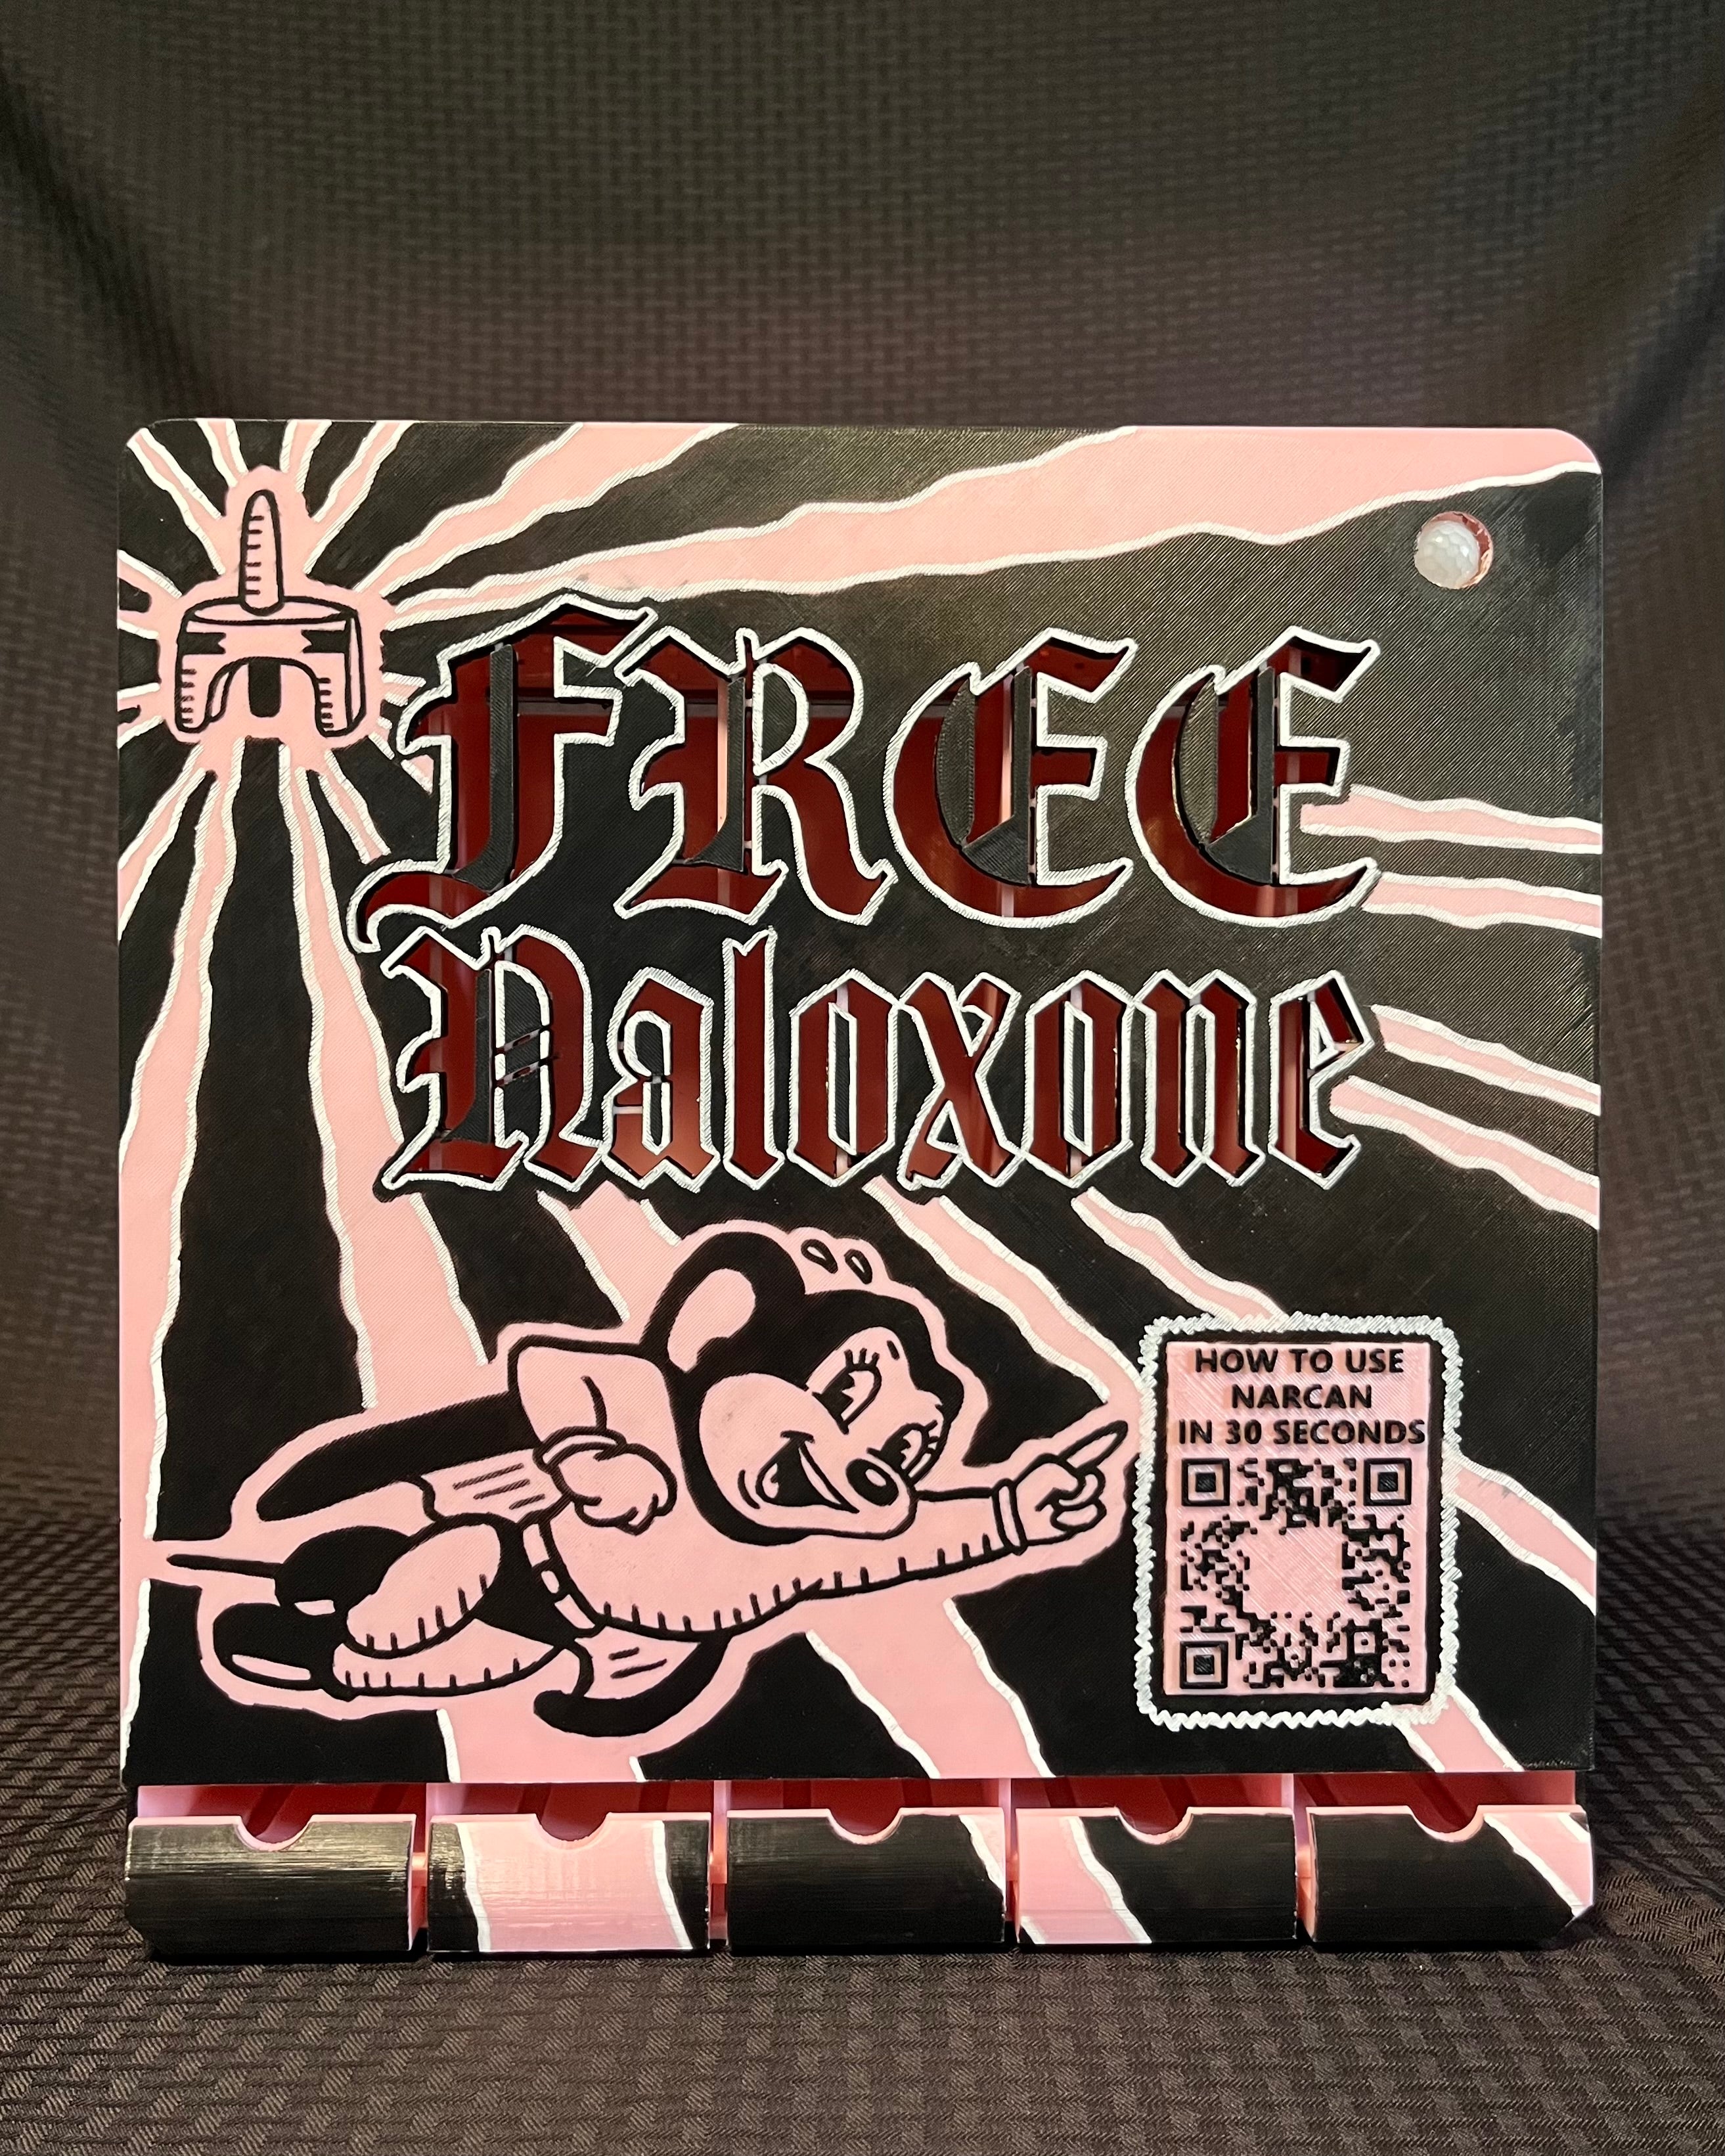 FREE
Naloxone
HOW TO USE
NARCAN
IN 30 SECONDS